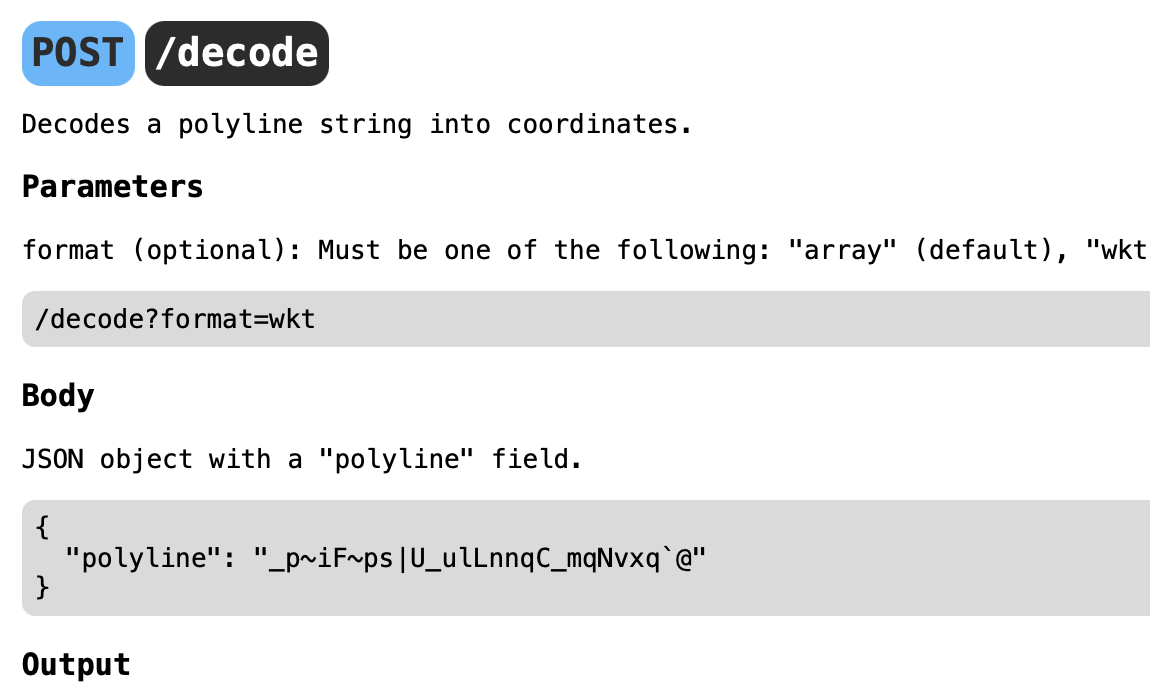 POST /decode
Decodes a polyline string into coordinates.
Parameters
format (optional): Must be one of the following: "array" (default), "wkt
/decode?format=wkt
Body
JSON object with a "polyline" field.
{
  "polyline": "_p~iF~ps|U_ulLnnqC_mqNvxq`@"
}
Output